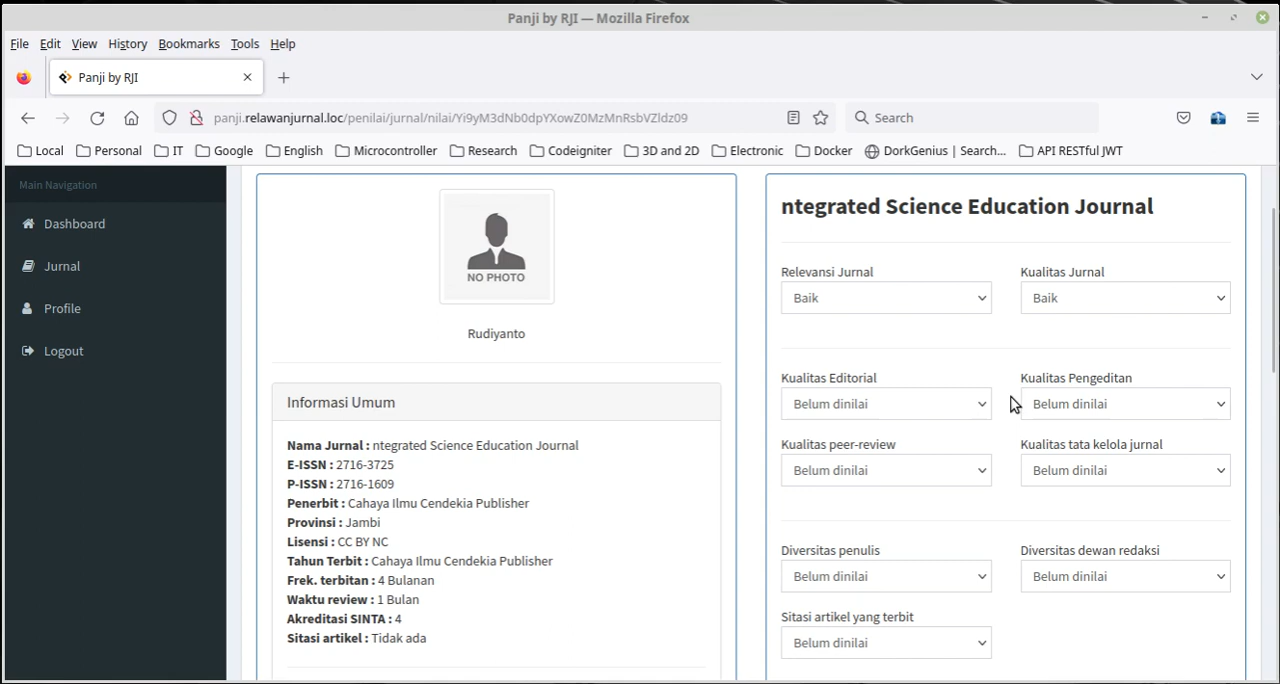 Panji by RJI — Mozilla Firefox
File Edit View History Bookmarks Tools Help
Panji by RJI
panji.relawanjurnal.loc/penilai/jurnal/nilai/Yi9yM3dNb0dpYXowZ0MzMnRsbVZldz09
Search
Local Personal IT Google English Microcontroller Research Codeigniter 3D and 2D Electronic Docker DorkGenius | Search... API RESTful JWT
Main Navigation
Dashboard
Jurnal
Profile
Logout
NO PHOTO
Rudiyanto
Informasi Umum
Nama Jurnal : ntegrated Science Education Journal
E-ISSN : 2716-3725
P-ISSN : 2716-1609
Penerbit : Cahaya Ilmu Cendekia Publisher
Provinsi : Jambi
Lisensi : CC BY NC
Tahun Terbit : Cahaya Ilmu Cendekia Publisher
Frek. terbitan : 4 Bulanan
Waktu review : 1 Bulan
Akreditasi SINTA : 4
Sitasi artikel : Tidak ada
ntegrated Science Education Journal
Relevansi Jurnal Kualitas Jurnal
Baik Baik
Kualitas Editorial Kualitas Pengeditan
Belum dinilai Belum dinilai
Kualitas peer-review Kualitas tata kelola jurnal
Belum dinilai Belum dinilai
Diversitas penulis Diversitas dewan redaksi
Belum dinilai Belum dinilai
Sitasi artikel yang terbit
Belum dinilai